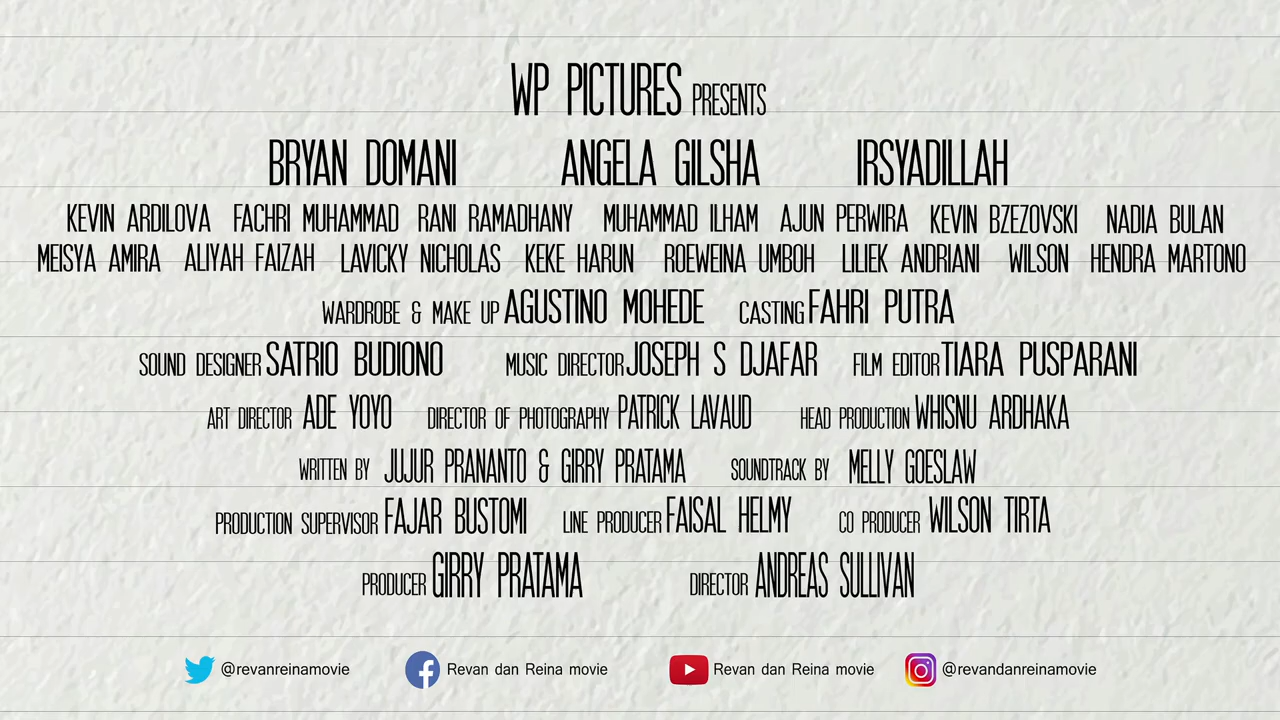 WP PICTURES PRESENTS
BRYAN DOMANI ANGELA GILSHA IRSYADILLAH
KEVIN ARDILOVA FACHRI MUHAMMAD RANI RAMADHANY MUHAMMAD ILHAM AJUN PERWIRA KEVIN BZEZOVSKI NADIA BULAN
MEISYA AMIRA ALIYAH FAIZAH LAVICKY NICHOLAS KEKE HARUN ROEWEINA UMBOH LILIEK ANDRIANI WILSON HENDRA MARTONO
WARDROBE & MAKE UP AGUSTINO MOHEDE CASTING FAHRI PUTRA
SOUND DESIGNER SATRIO BUDIONO MUSIC DIRECTOR JOSEPH S DJAFAR FILM EDITOR TIARA PUSPARANI
ART DIRECTOR ADE YOYO DIRECTOR OF PHOTOGRAPHY PATRICK LAVAUD HEAD PRODUCTION WHISNU ARDHAKA
WRITTEN BY JUJUR PRANANTO & GIRRY PRATAMA SOUNDTRACK BY MELLY GOESLAW
PRODUCTION SUPERVISOR FAJAR BUSTOMI LINE PRODUCER FAISAL HELMY CO PRODUCER WILSON TIRTA
PRODUCER GIRRY PRATAMA DIRECTOR ANDREAS SULLIVAN
@revanreinamovie Revan dan Reina movie Revan dan Reina movie @revandanreinamovie